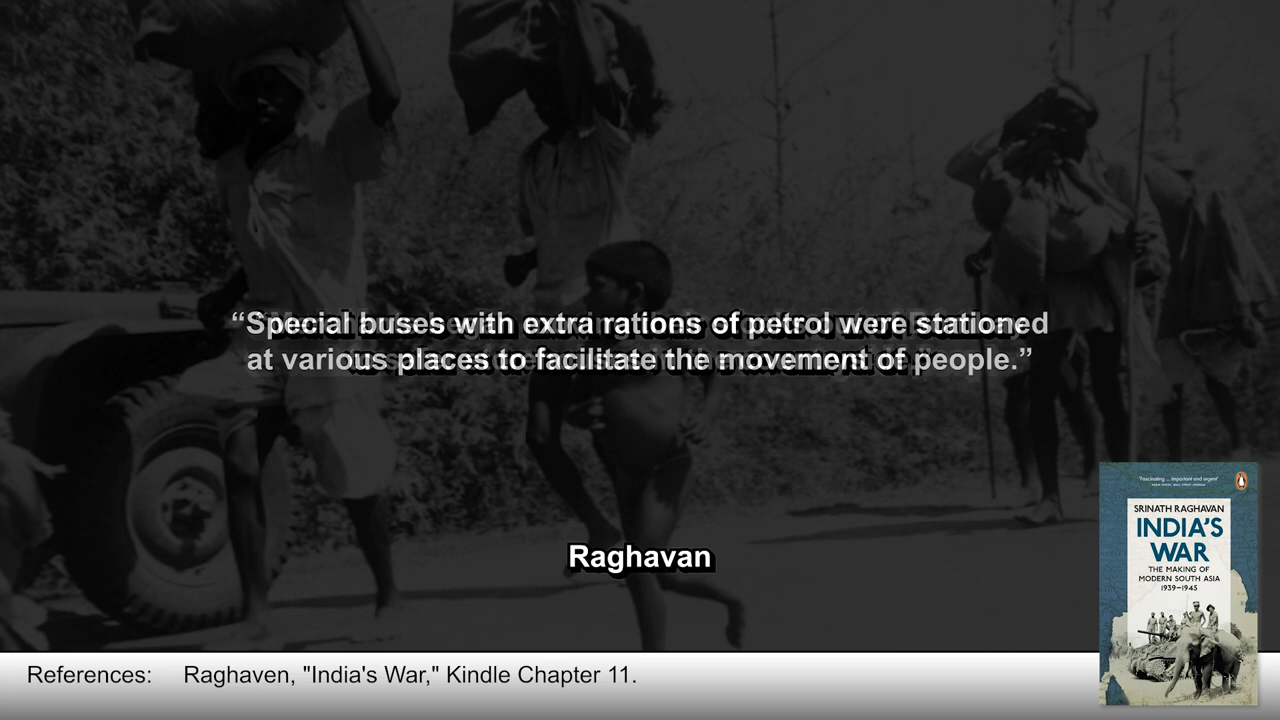 “Special buses with extra rations of petrol were stationed
at various places to facilitate the movement of people.”
Raghavan
References: Raghaven, "India's War," Kindle Chapter 11.
SRINATH RAGHAVAN
INDIA'S
WAR
THE MAKING OF
MODERN SOUTH ASIA
1939–1945